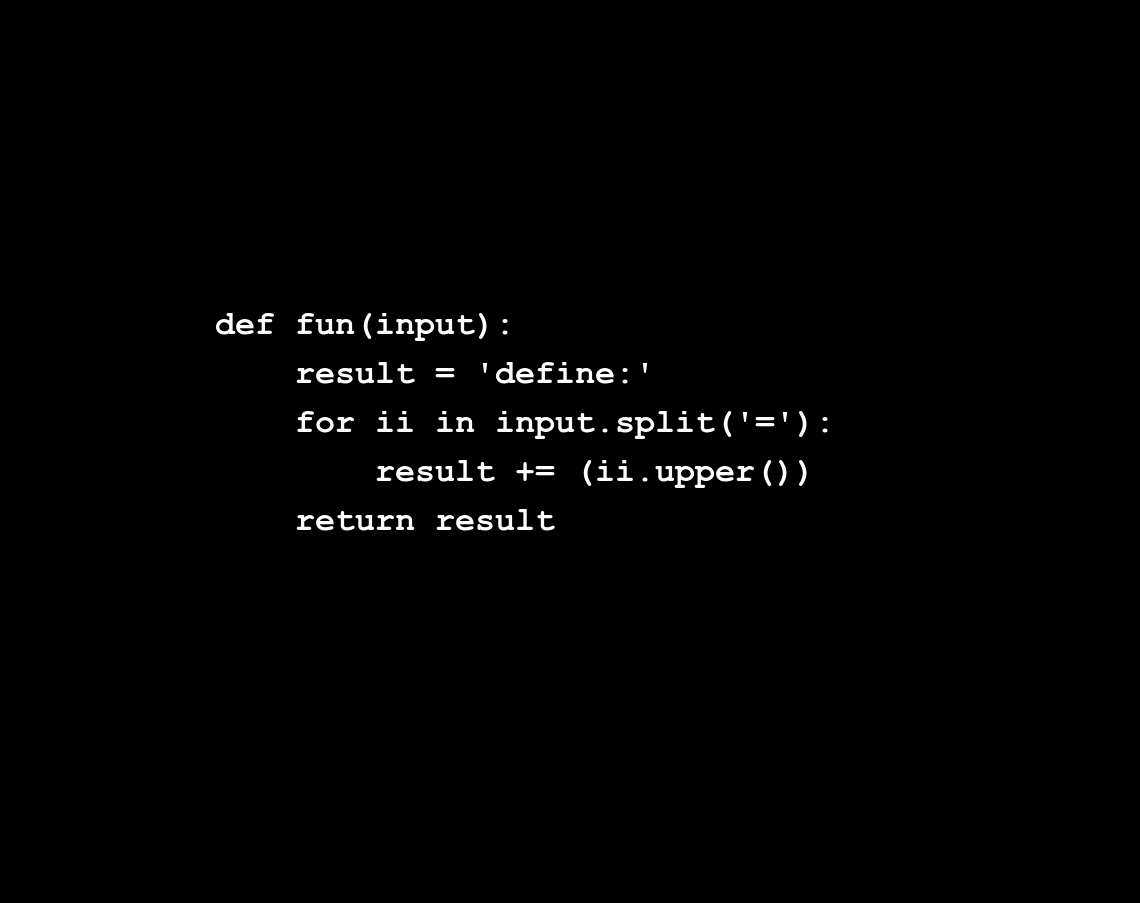 def fun(input):
    result = 'define:'
    for ii in input.split('='):
        result += (ii.upper())
    return result